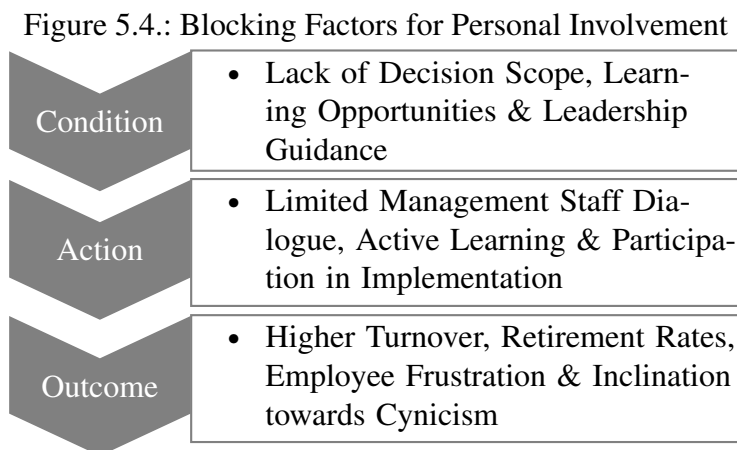 Figure 5.4.: Blocking Factors for Personal Involvement
Condition
• Lack of Decision Scope, Learn-
ing Opportunities & Leadership
Guidance
Action
• Limited Management Staff Dia-
logue, Active Learning & Participa-
tion in Implementation
Outcome
• Higher Turnover, Retirement Rates,
Employee Frustration & Inclination
towards Cynicism